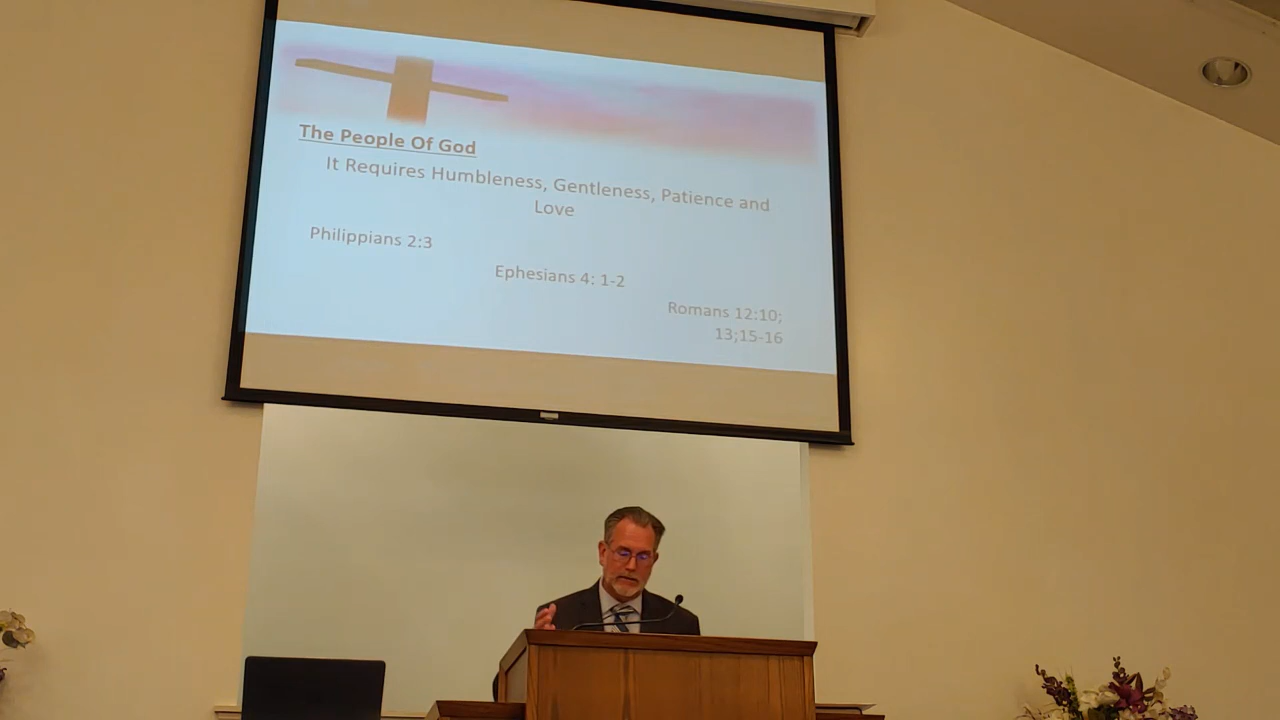 The People Of God
It Requires Humbleness, Gentleness, Patience and
Love
Philippians 2:3
Ephesians 4: 1-2
Romans 12:10;
13;15-16